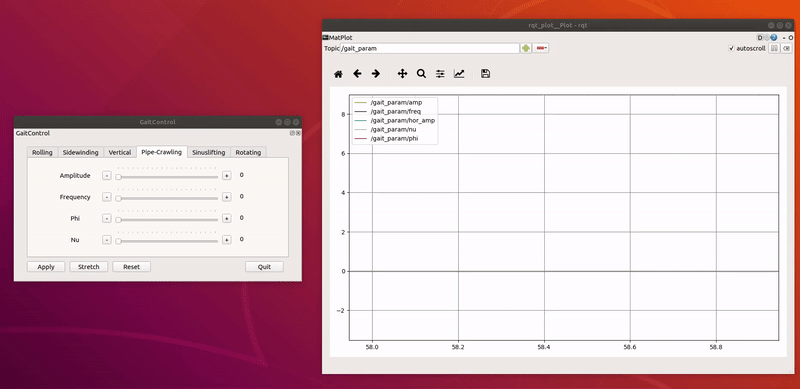 rqt_plot__Plot - rqt
MatPlot
D
Topic /gait_param
autoscroll
/gait_param/amp
/gait_param/freq
/gait_param/hor_amp
/gait_param/nu
/gait_param/phi
8
6
4
2
0
−2
58.0 58.2 58.4 58.6 58.8
GaitControl
GaitControl
Rolling Sidewinding Vertical Pipe-Crawling Sinuslifting Rotating
Amplitude - + 0
Frequency - + 0
Phi - + 0
Nu - + 0
Apply Stretch Reset Quit